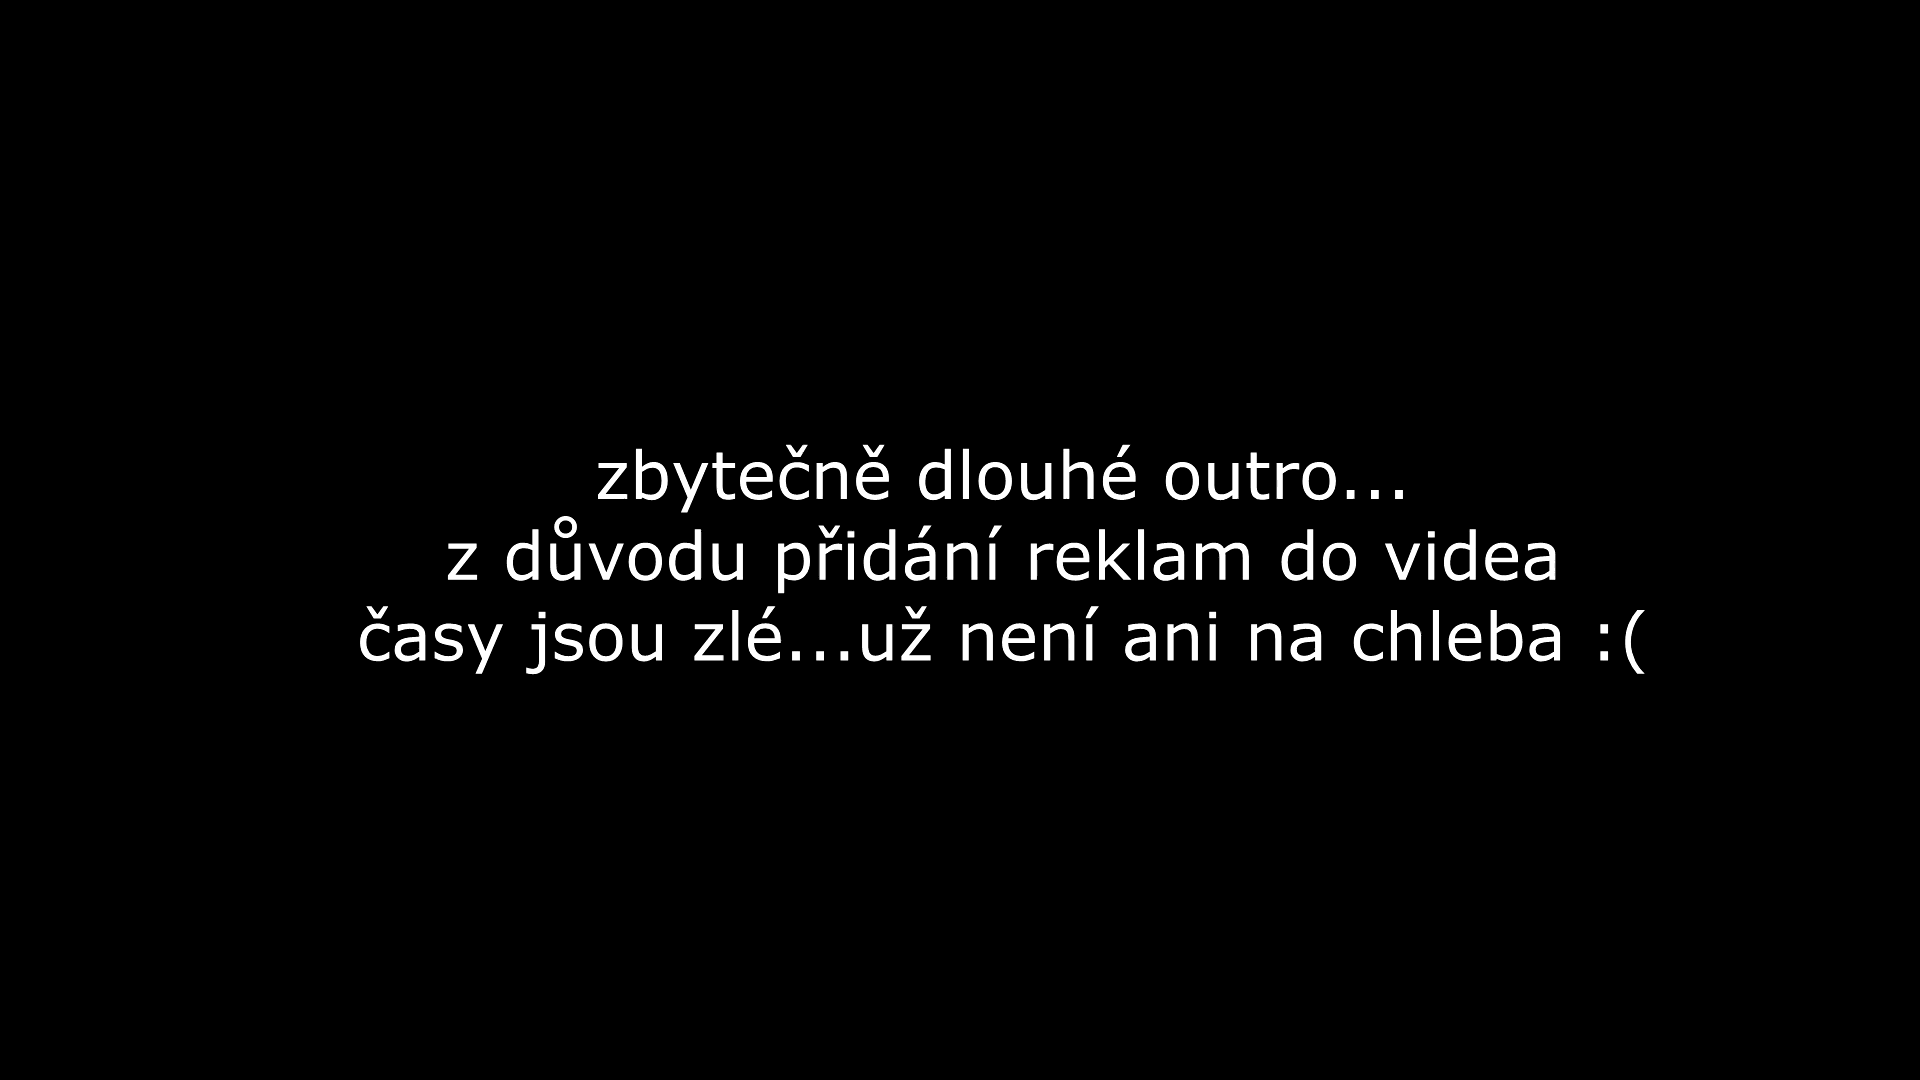 zbytečně dlouhé outro...
z důvodu přidání reklam do videa
časy jsou zlé...už není ani na chleba :(